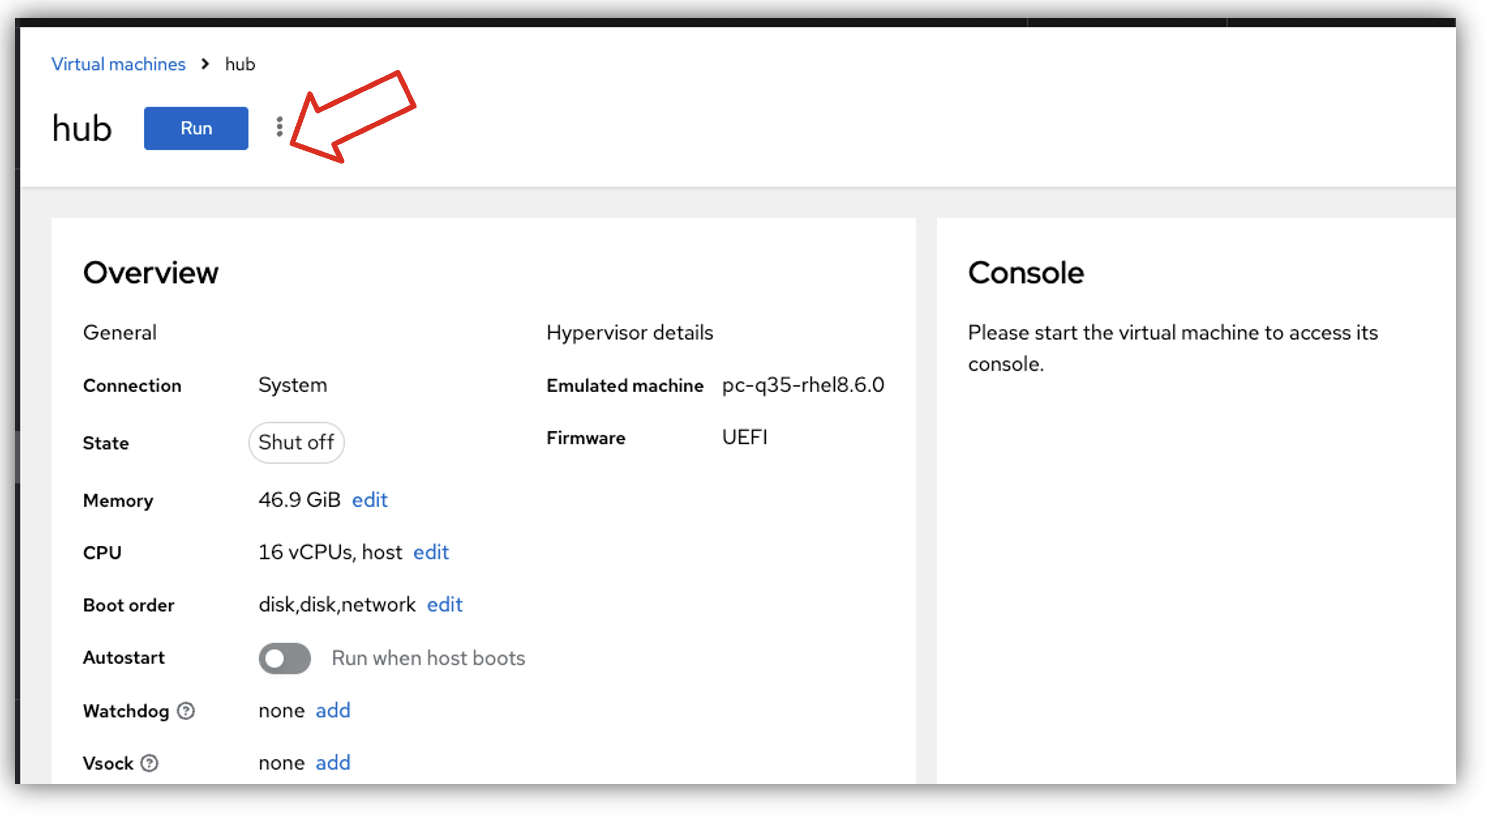 Virtual machines > hub
hub Run
Overview
General
Connection System
State Shut off
Memory 46.9 GiB edit
CPU 16 vCPUs, host edit
Boot order disk,disk,network edit
Autostart Run when host boots
Watchdog ? none add
Vsock ? none add
Hypervisor details
Emulated machine pc-q35-rhel8.6.0
Firmware UEFI
Console
Please start the virtual machine to access its
console.